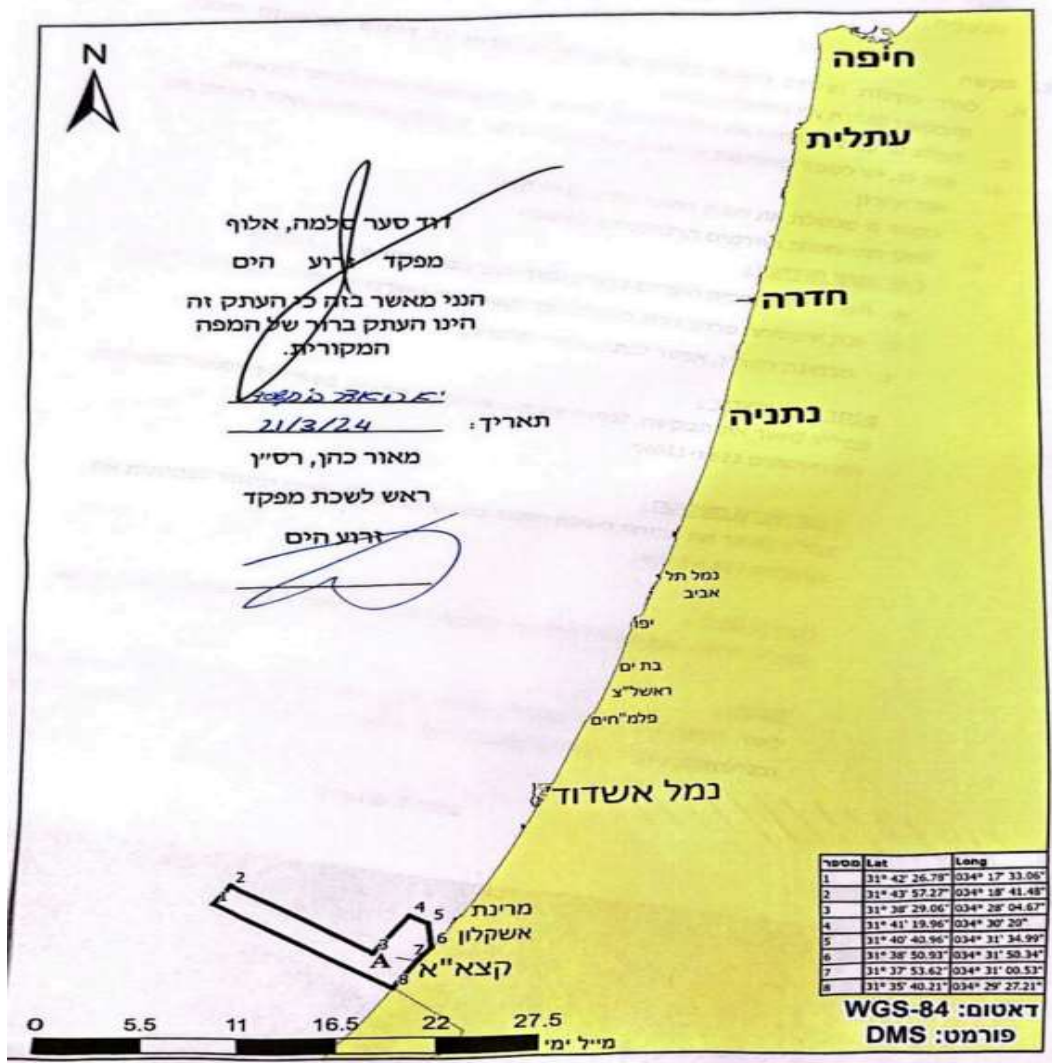 N
חיפה
עתלית
חדרה
נתניה
דוד סער סלמה, אלוף
מפקד זרוע הים
הנני מאשר בזה כי העתק זה
הינו העתק ברור של המפה
המקורית.
תאריך: 21/3/24
מאור כהן, רס״ן
ראש לשכת מפקד
זרוע הים
נמל תל
אביב
יפו
בת ים
ראשל"צ
פלמ"חים
נמל אשדוד
מרינת
אשקלון
קצא"א
A
1
2
3
4
5
6
7
8
מספר Lat Long
1 31° 42' 26.78" 034° 17' 33.06"
2 31° 43' 57.27" 034° 18' 41.48"
3 31° 38' 29.06" 034° 28' 04.67"
4 31° 41' 19.96" 034° 30' 20"
5 31° 40' 40.96" 034° 31' 34.99"
6 31° 38' 50.93" 034° 31' 50.34"
7 31° 37' 53.62" 034° 31' 00.53"
8 31° 35' 40.21" 034° 29' 27.21"
דאטום: WGS-84
פורמט: DMS
0 5.5 11 16.5 22 27.5
מייל ימי